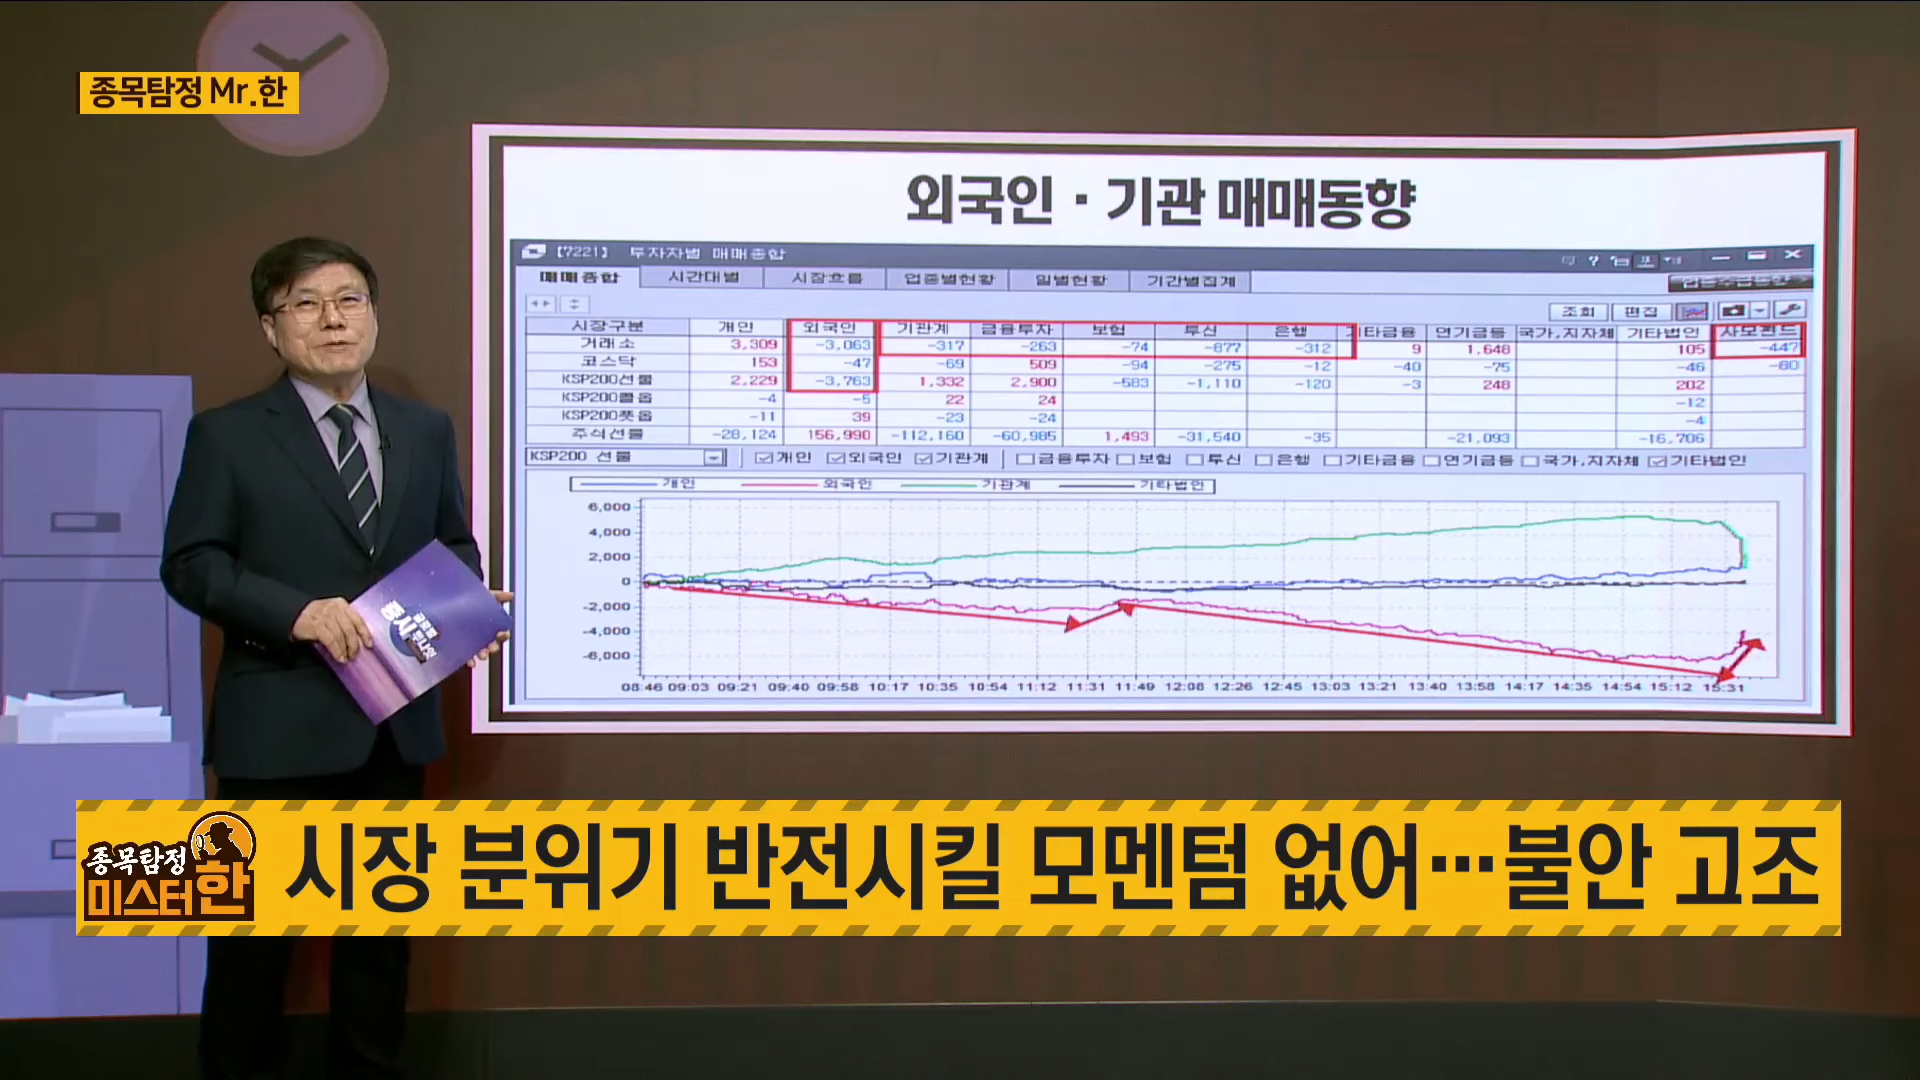 종목탐정 Mr.한
외국인 · 기관 매매동향
[7221] 투자자별 매매종합
매매종합 시간대별 시장흐름 업종별현황 일별현황 기간별집계
조회 편집
시장구분 개인 외국인 기관계 금융투자 보험 투신 은행 기타금융 연기금등 국가,지자체 기타법인 사모펀드
거래소 3,309 -3,063 -317 -263 -74 -877 -312 9 1,648 105 -447
코스닥 153 -47 -69 509 -94 -275 -12 -40 -75 -46 -80
KSP200선물 2,229 -3,763 1,332 2,900 -583 -1,110 -120 -3 248 202
KSP200콜옵 -4 -5 22 24 -12
KSP200풋옵 -11 39 -23 -24 -4
주식선물 -28,124 156,990 -112,160 -60,985 1,493 -31,540 -35 -21,093 -16,706
KSP200 선물 개인 외국인 기관계 금융투자 보험 투신 은행 기타금융 연기금등 국가,지자체 기타법인
개인 외국인 기관계 기타법인
6,000
4,000
2,000
0
-2,000
-4,000
-6,000
08:46 09:03 09:21 09:40 09:58 10:17 10:35 10:54 11:12 11:31 11:49 12:08 12:26 12:45 13:03 13:21 13:40 13:58 14:17 14:35 14:54 15:12 15:31
종목탐정
미스터한
시장 분위기 반전시킬 모멘텀 없어…불안 고조